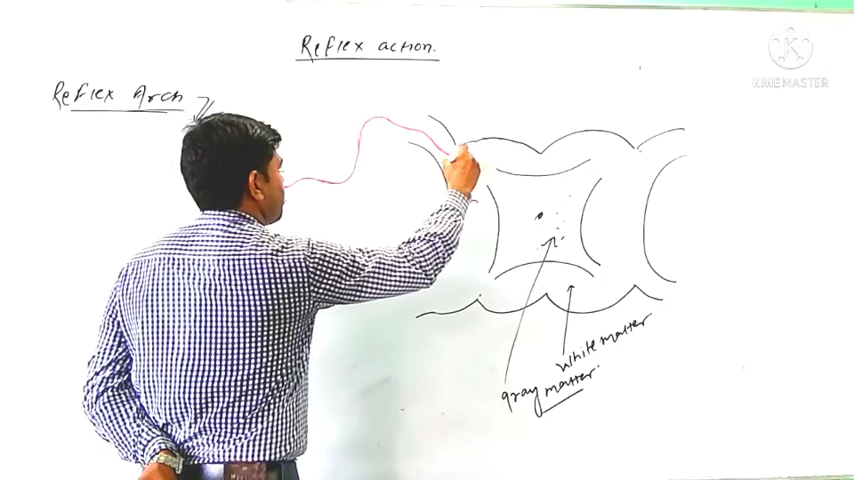 Reflex action.
Reflex Arch
KINEMASTER
White matter
gray matter